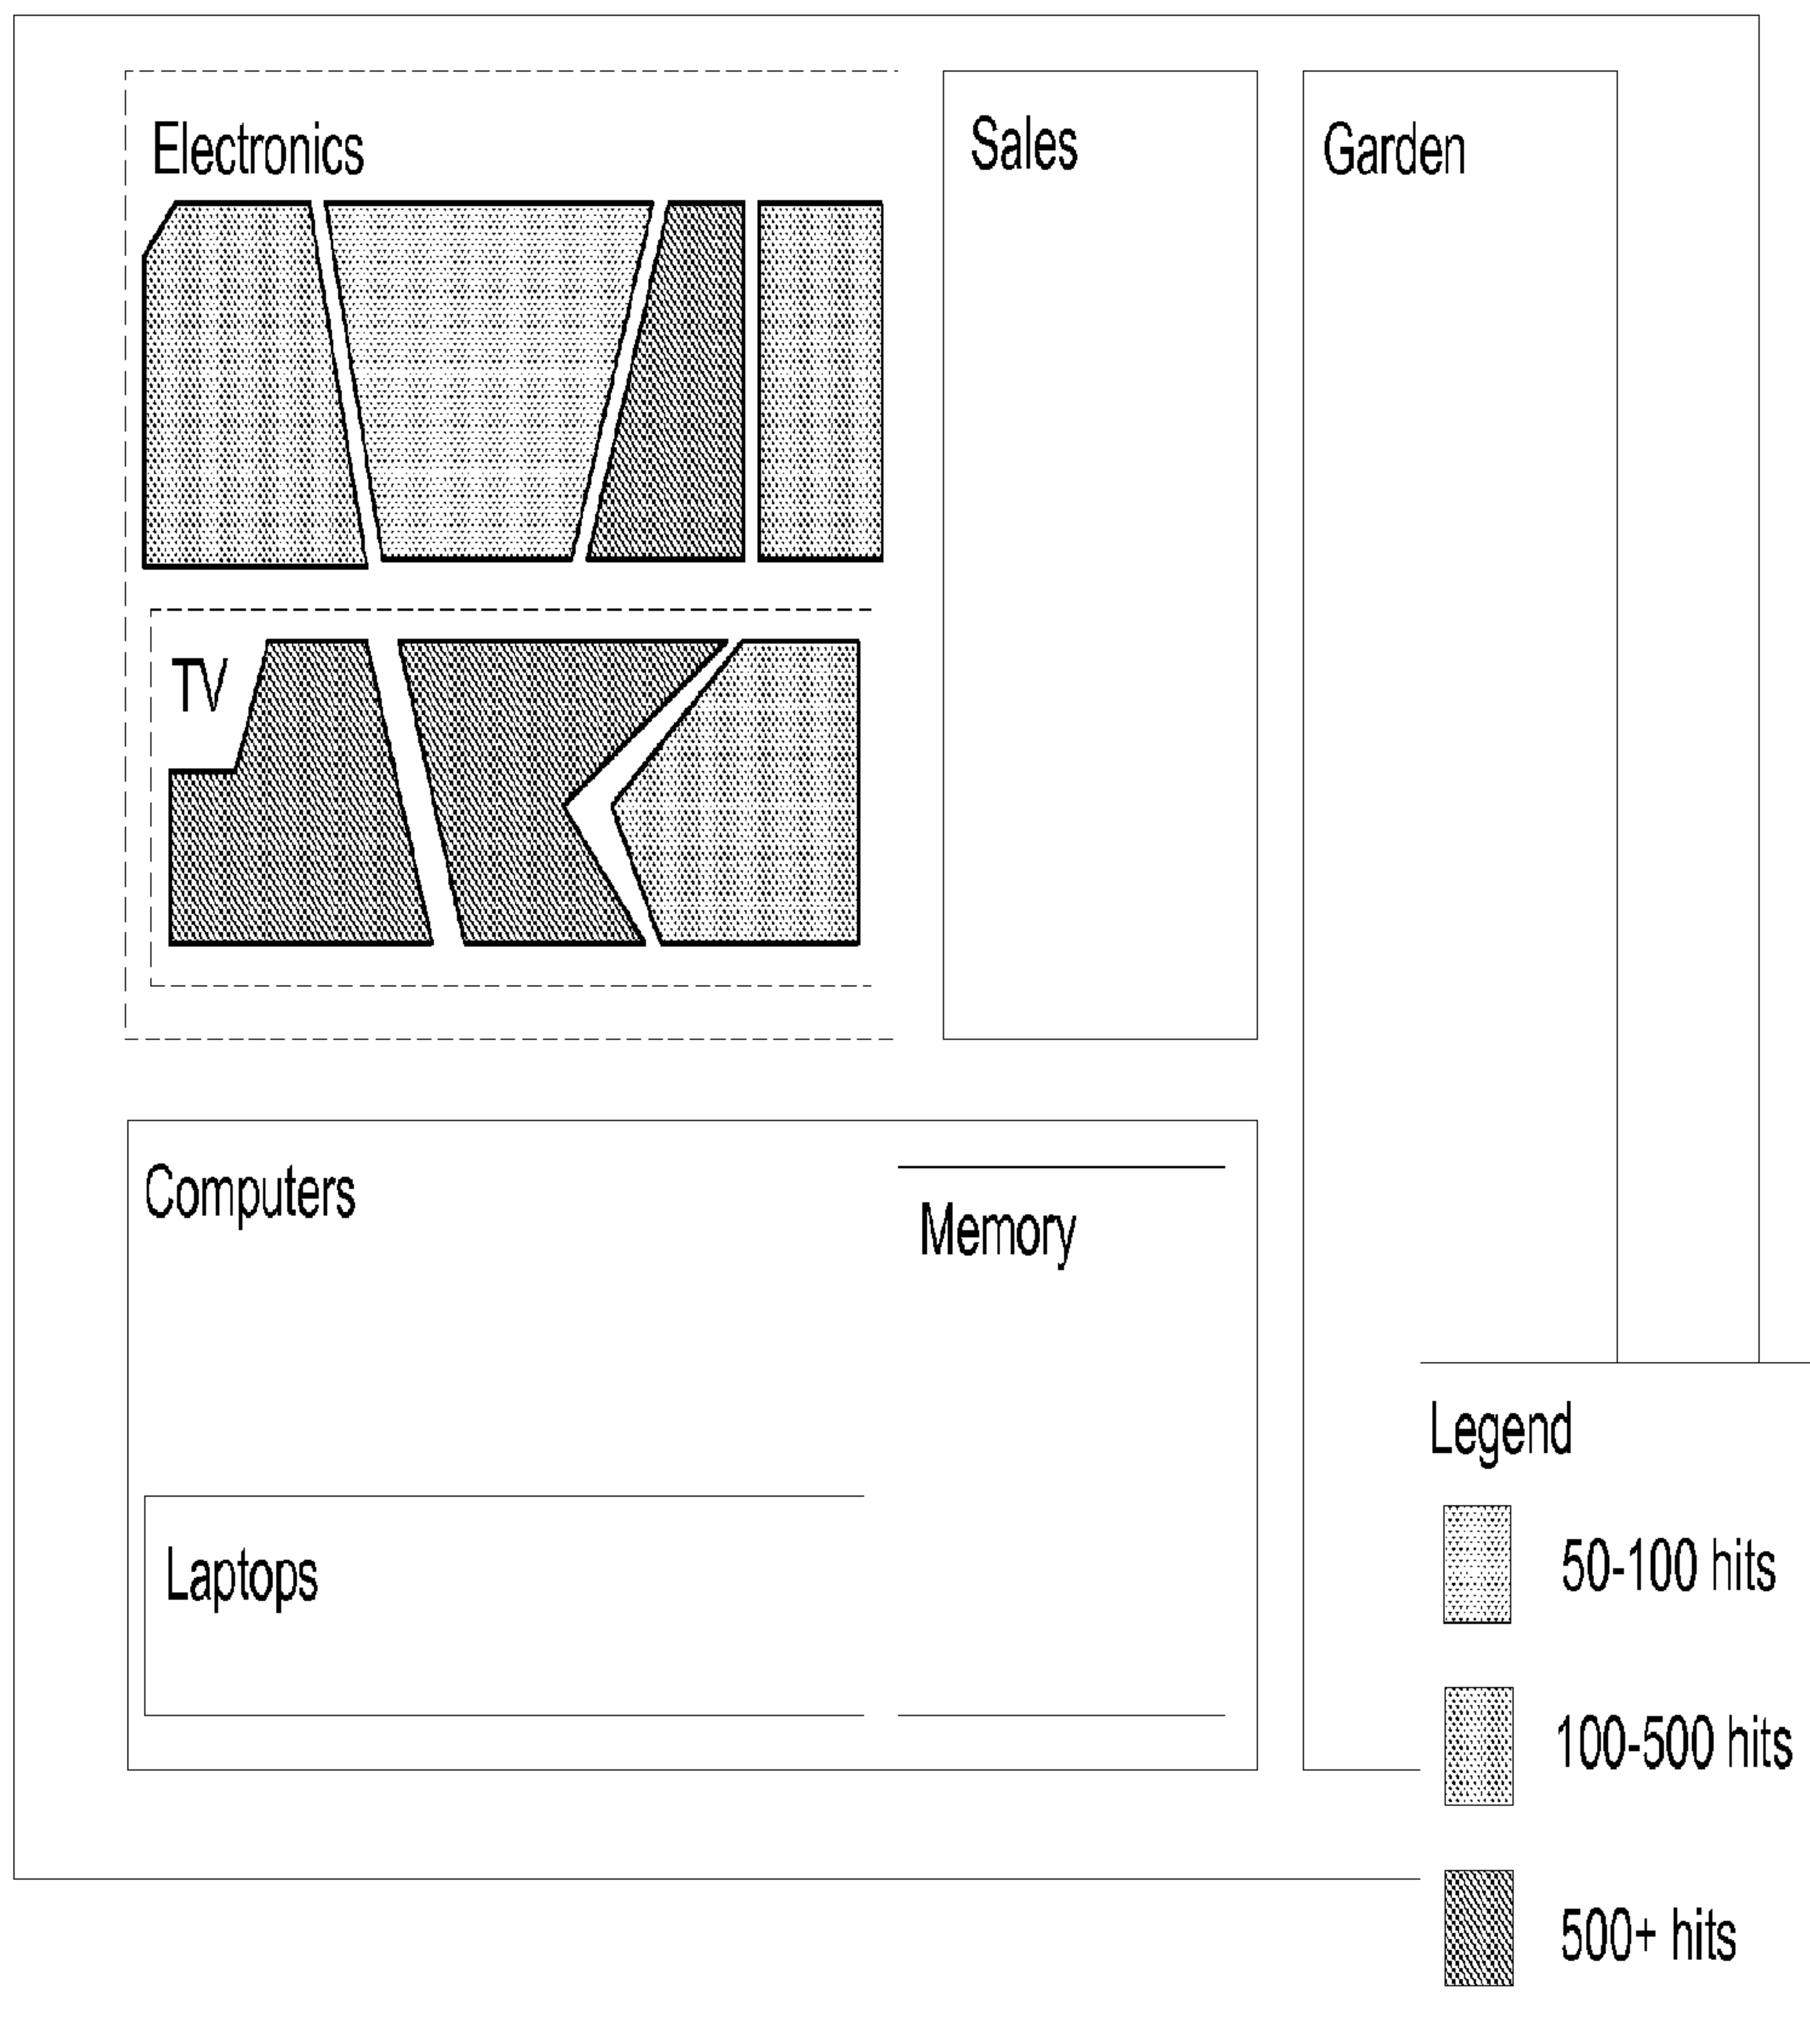 Electronics
Sales
Garden
TV
Computers
Memory
Laptops
Legend
50-100 hits
100-500 hits
500+ hits